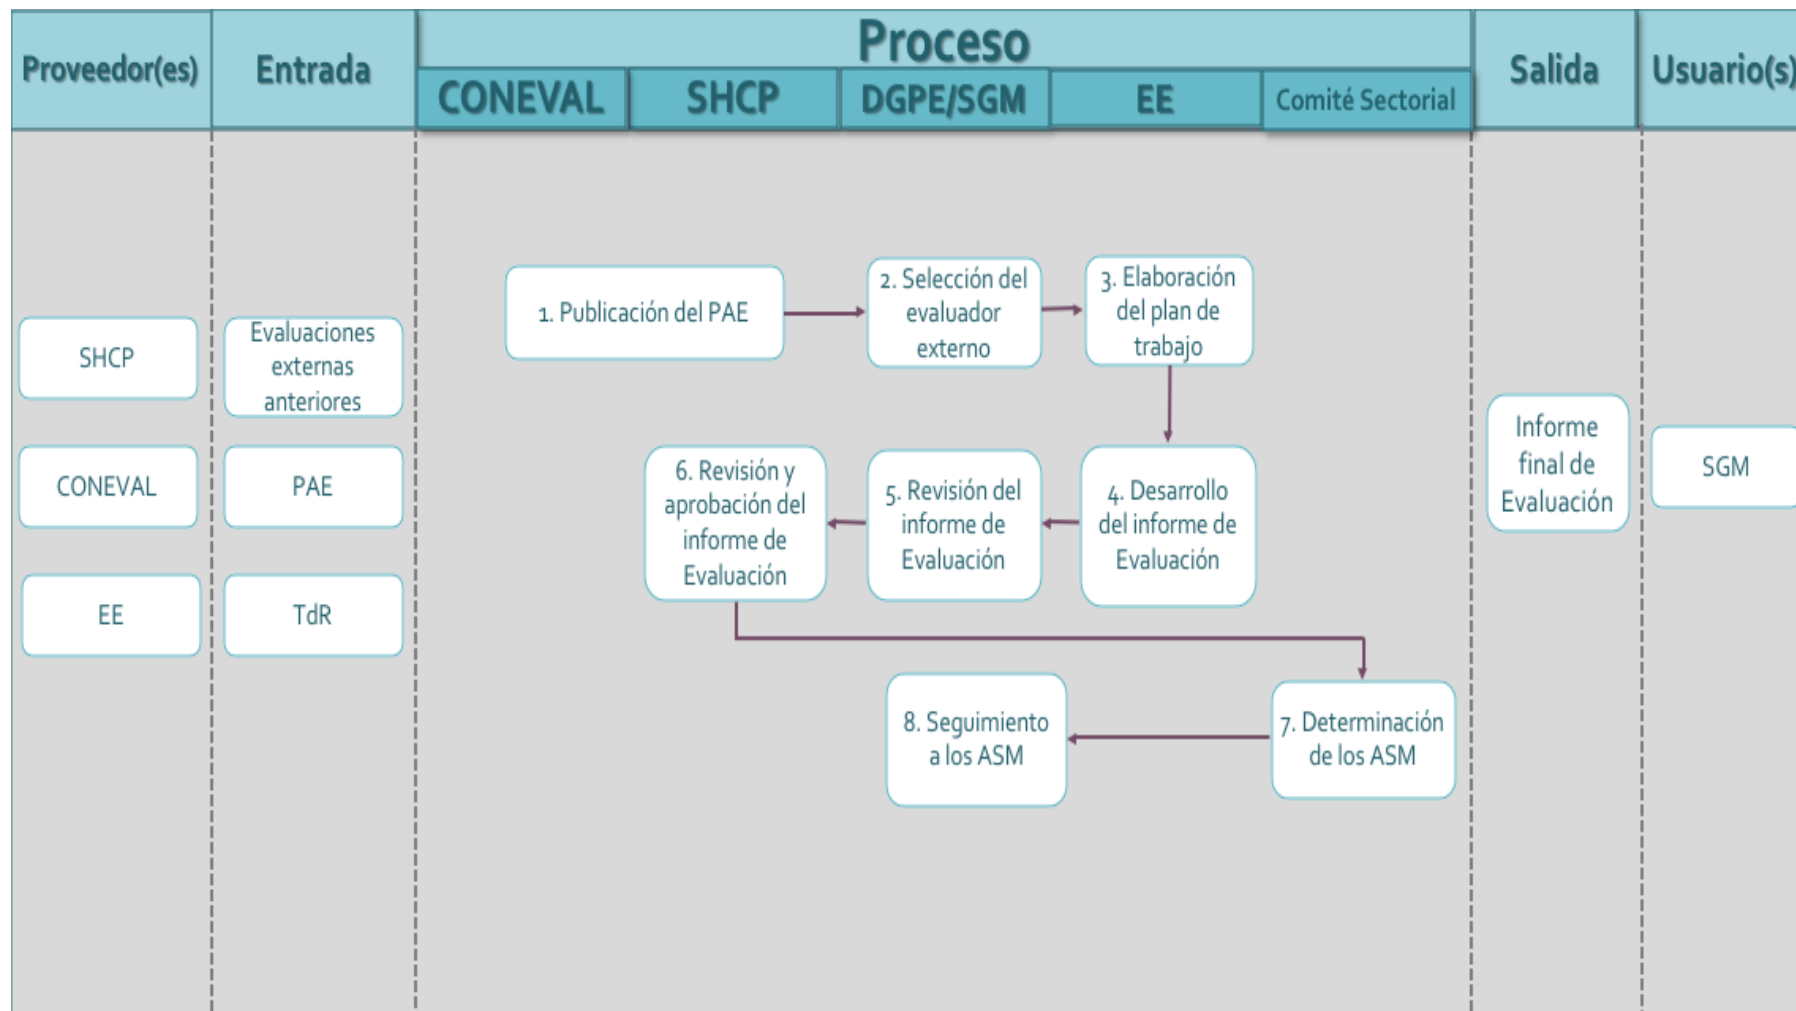 Proveedor(es)
Entrada
Proceso
CONEVAL
SHCP
DGPE/SGM
EE
Comité Sectorial
Salida
Usuario(s)
SHCP
CONEVAL
EE
Evaluaciones
externas
anteriores
PAE
TdR
1. Publicación del PAE
2. Selección del
evaluador
externo
3. Elaboración
del plan de
trabajo
4. Desarrollo
del informe de
Evaluación
5. Revisión del
informe de
Evaluación
6. Revisión y
aprobación del
informe de
Evaluación
7. Determinación
de los ASM
8. Seguimiento
a los ASM
Informe
final de
Evaluación
SGM